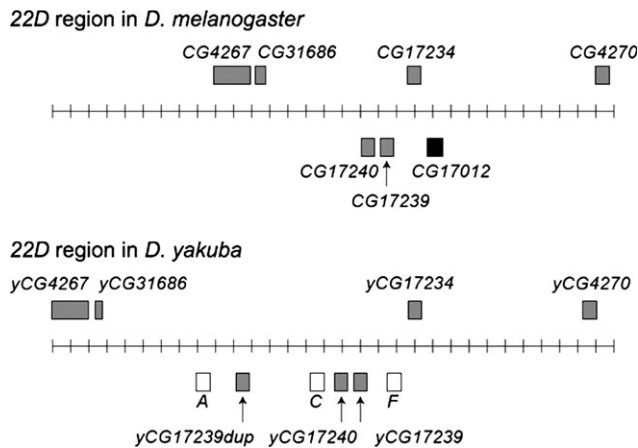 22D region in D. melanogaster
CG4267 CG31686 CG17234 CG4270
CG17240 CG17012
CG17239
22D region in D. yakuba
yCG4267 yCG31686 yCG17234 yCG4270
A C F
yCG17239dup yCG17240 yCG17239